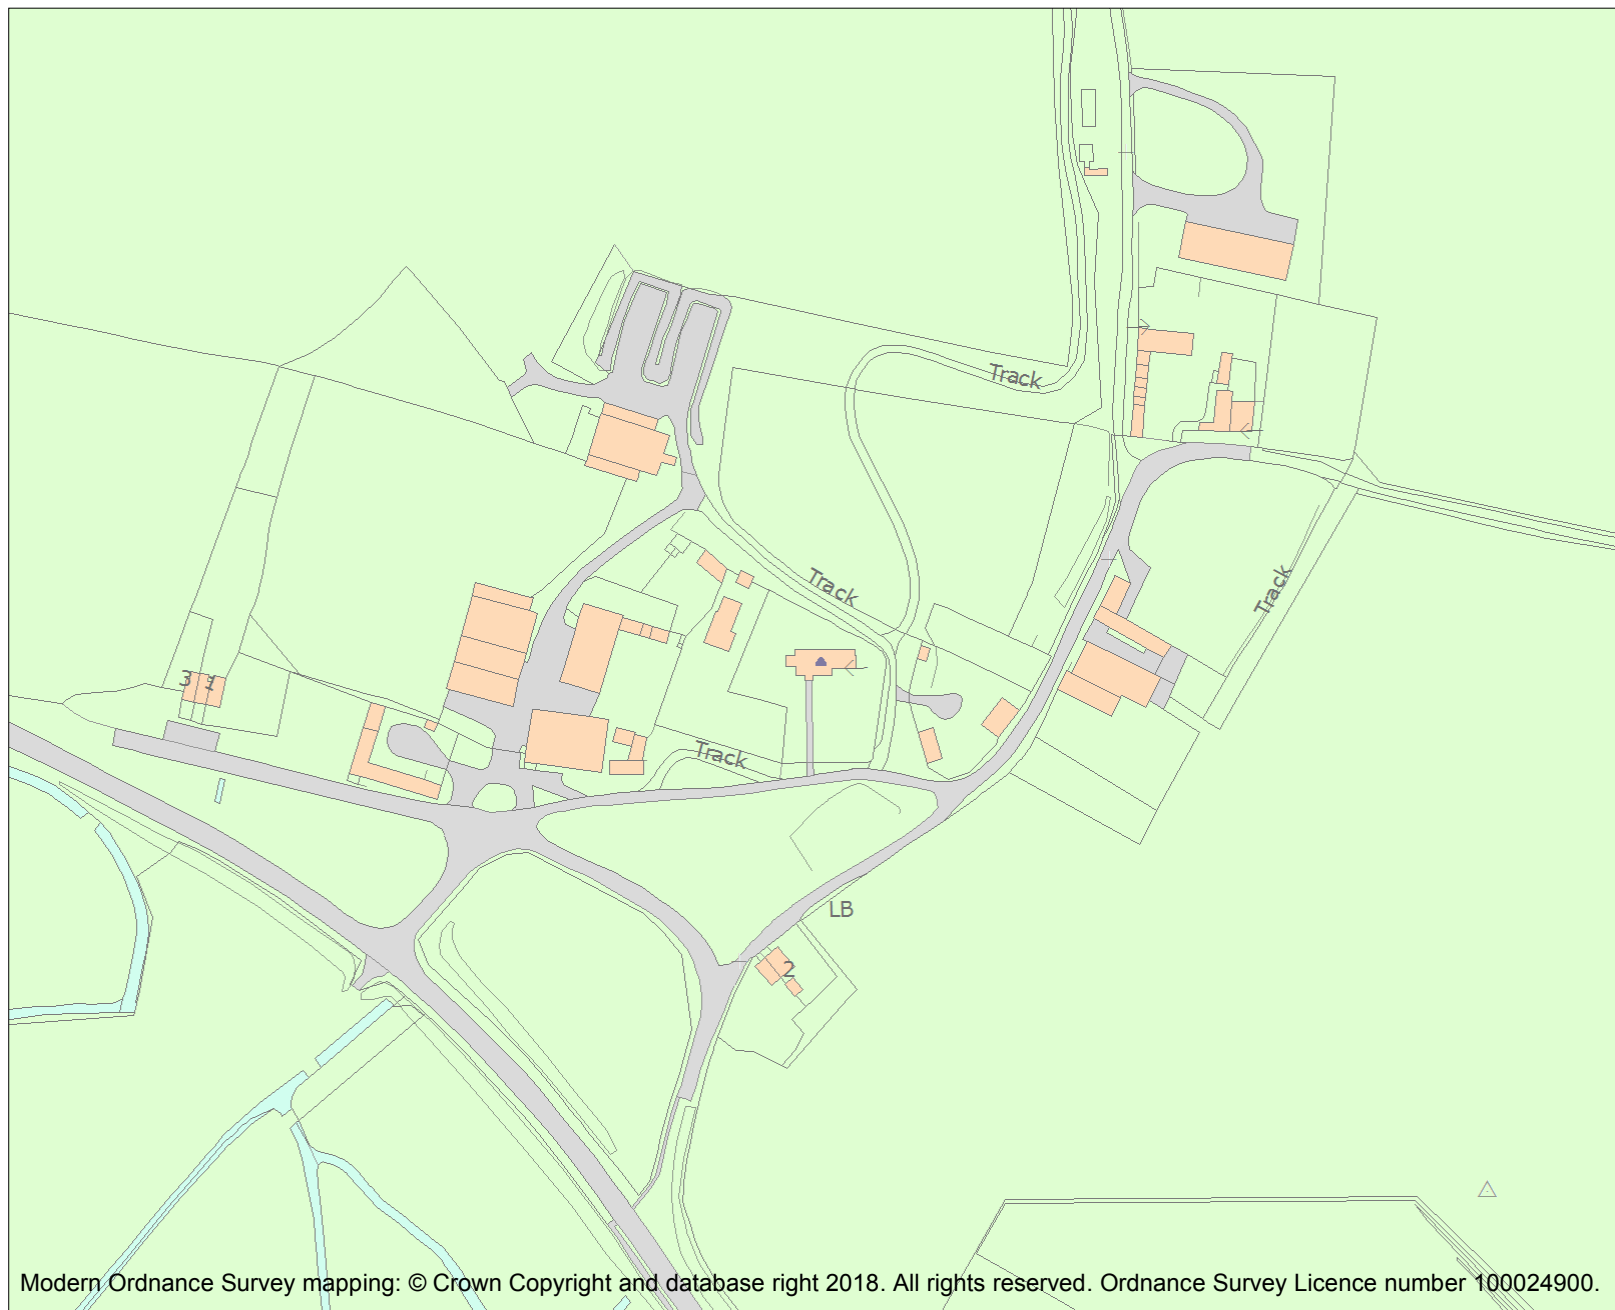 Track
Track
Track
3 1
Track
LB
2
Modern Ordnance Survey mapping: © Crown Copyright and database right 2018. All rights reserved. Ordnance Survey Licence number 100024900.